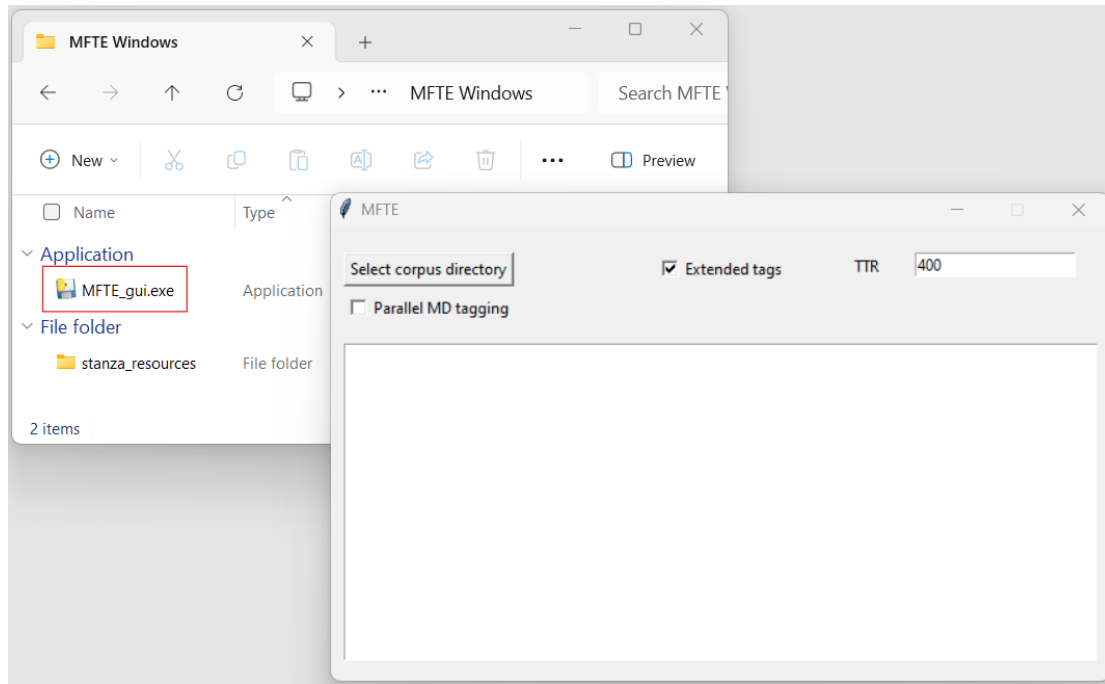 MFTE Windows
MFTE Windows
Search MFTE
New
Preview
Name
Type
Application
MFTE_gui.exe
Application
File folder
stanza_resources
File folder
2 items
MFTE
Select corpus directory
Extended tags
TTR
400
Parallel MD tagging